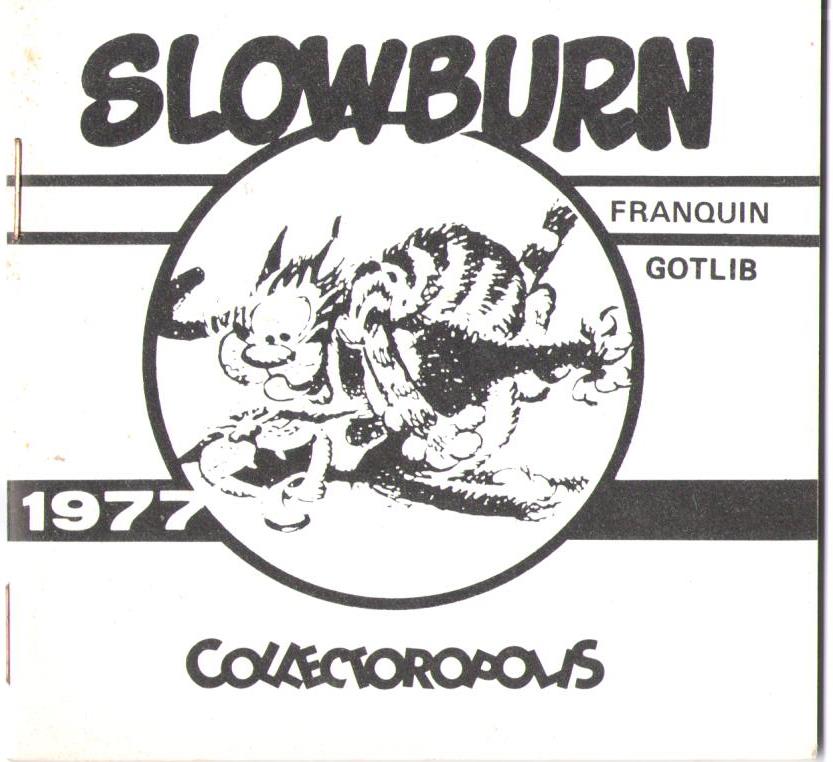 SLOWBURN
FRANQUIN
GOTLIB
1977
COLLECTOROPOLIS